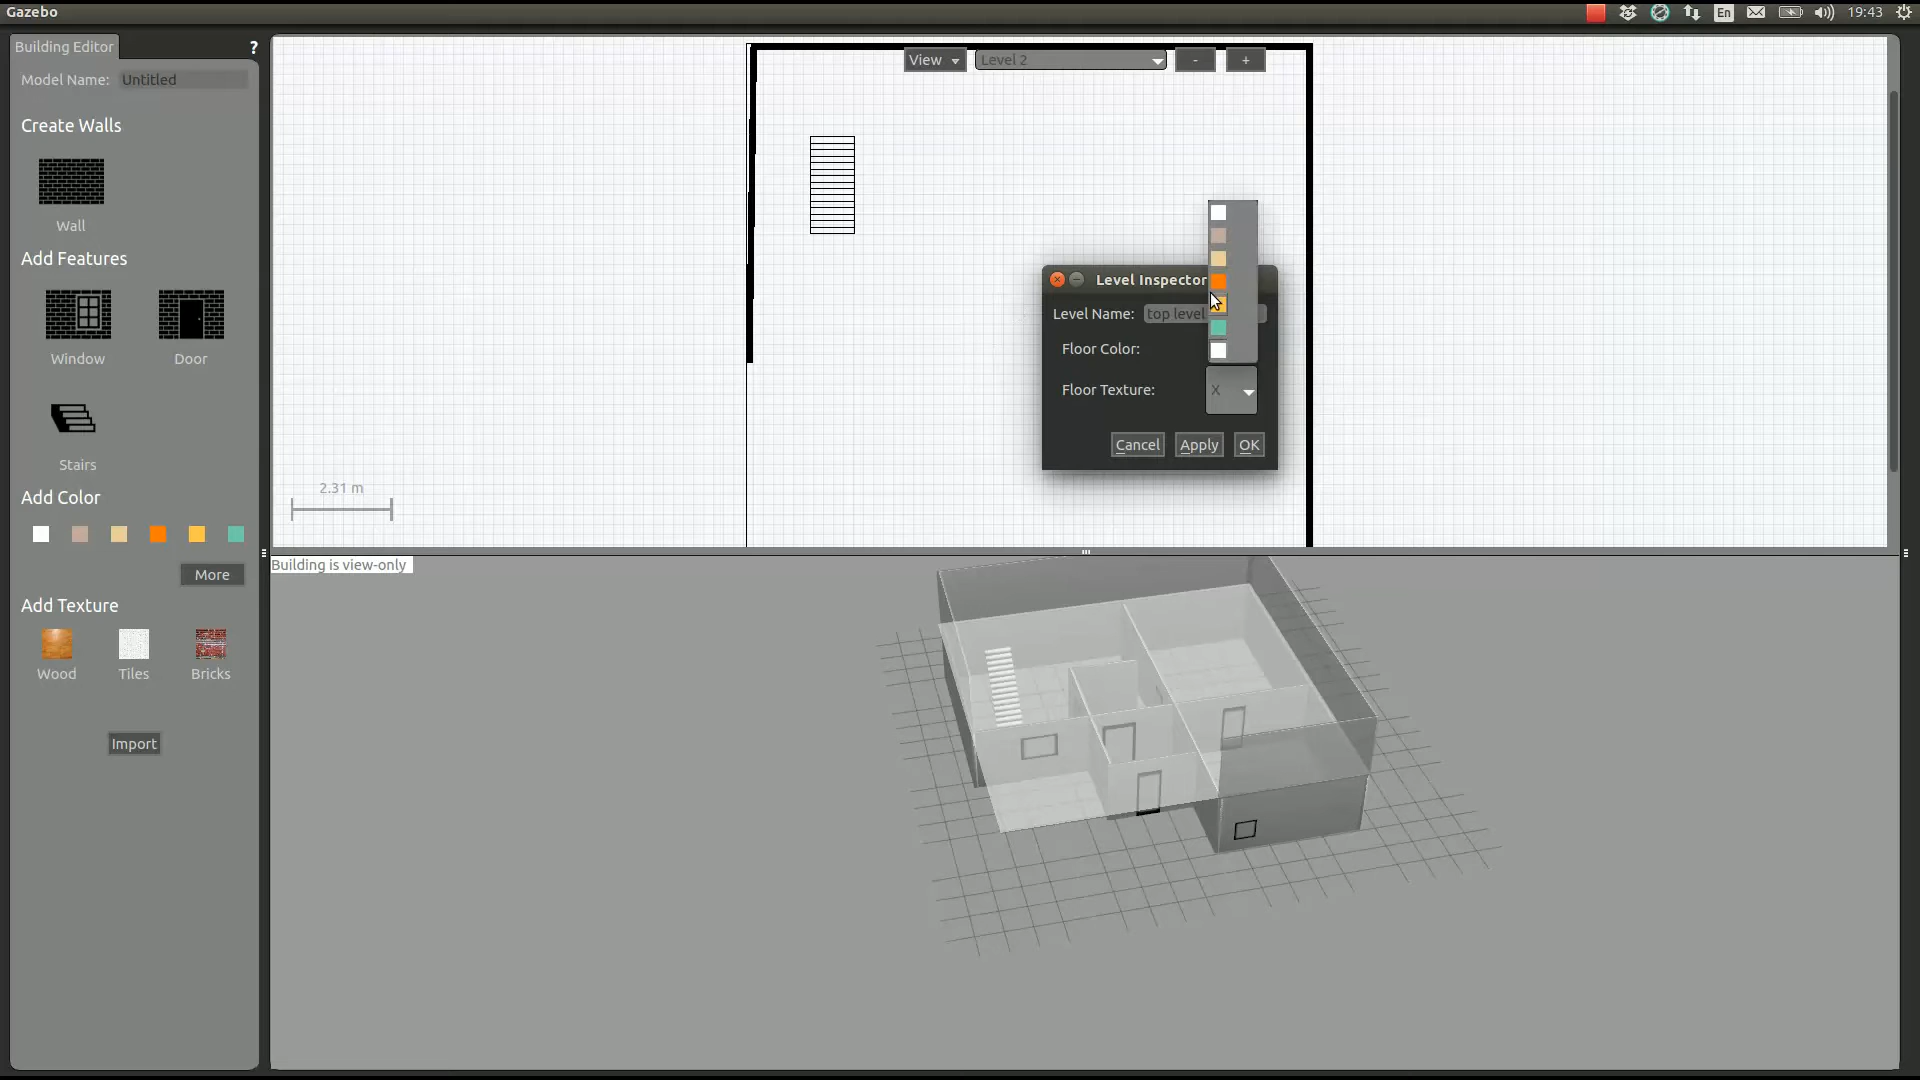 Gazebo
En
19:43
Building Editor
?
Model Name: Untitled
Create Walls
Wall
Add Features
Window
Door
Stairs
Add Color
More
Add Texture
Wood
Tiles
Bricks
Import
View
Level 2
-
+
2.31 m
Level Inspector
Level Name: top level
Floor Color:
Floor Texture:
X
Cancel
Apply
OK
Building is view-only